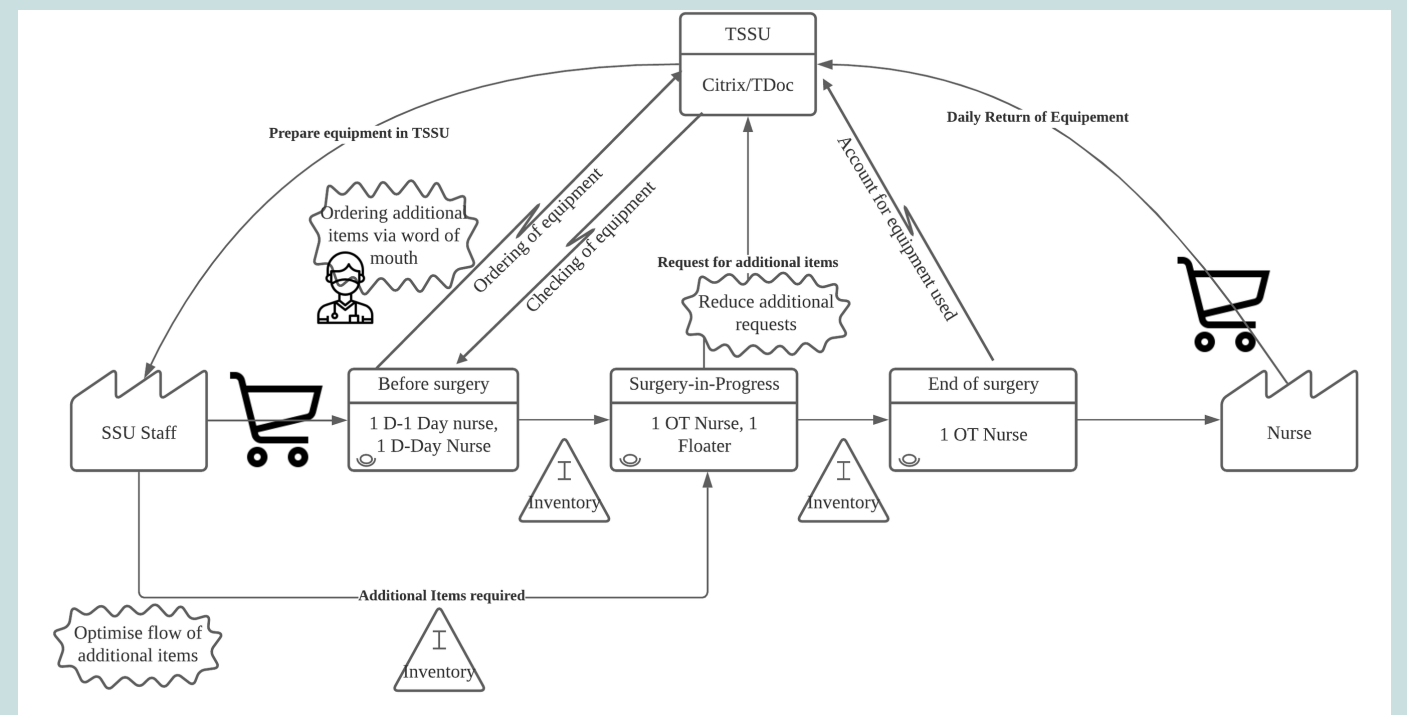 TSSU
Citrix/TDoc
Prepare equipment in TSSU
Daily Return of Equipement
Ordering additional
items via word of
mouth
Ordering of equipment
Checking of equipment
Request for additional items
Reduce additional
requests
Account for equipment used
SSU Staff
Before surgery
1 D-1 Day nurse,
1 D-Day Nurse
Surgery-in-Progress
1 OT Nurse, 1
Floater
End of surgery
1 OT Nurse
Nurse
I
Inventory
I
Inventory
Additional Items required
Optimise flow of
additional items
I
Inventory